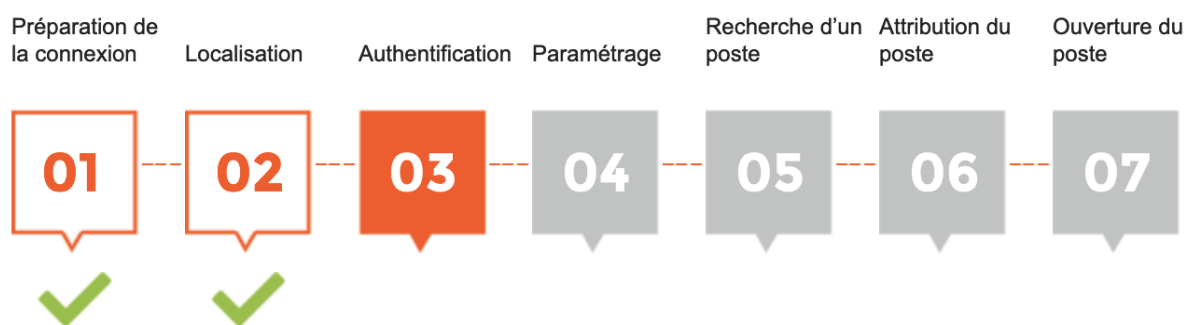 Préparation de
la connexion
Localisation
Authentification
Paramétrage
Recherche d’un
poste
Attribution du
poste
Ouverture du
poste
01
02
03
04
05
06
07